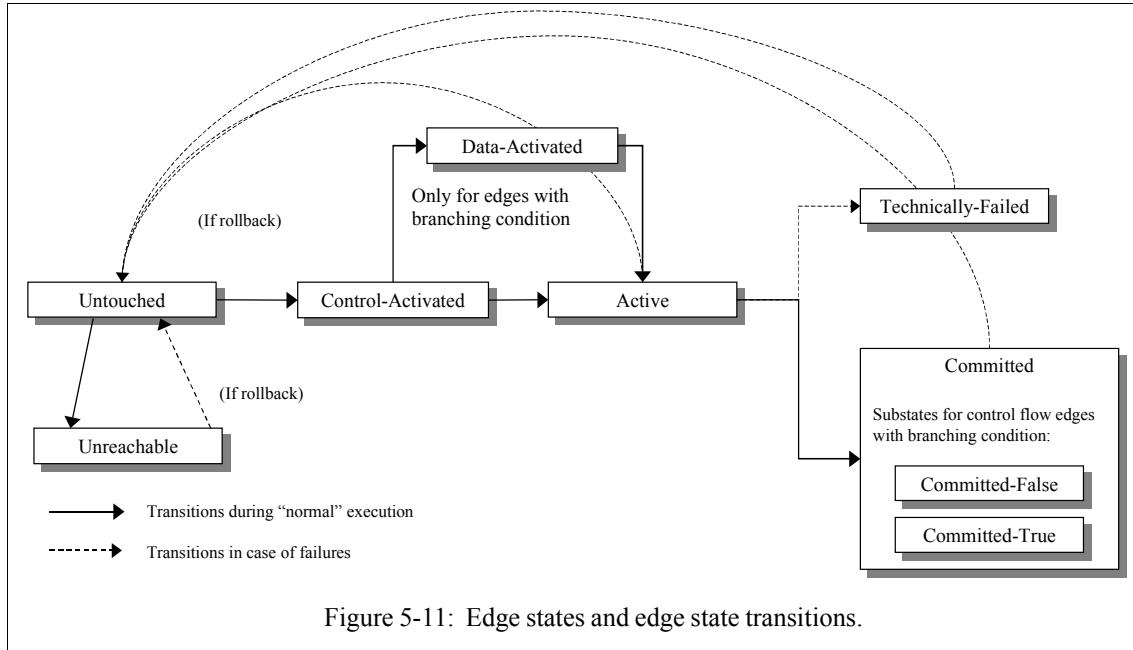 Data-Activated
Only for edges with
branching condition
Technically-Failed
(If rollback)
Untouched
Control-Activated
Active
Committed
(If rollback)
Substates for control flow edges
with branching condition:
Unreachable
Committed-False
Transitions during “normal” execution
Committed-True
Transitions in case of failures
Figure 5-11: Edge states and edge state transitions.